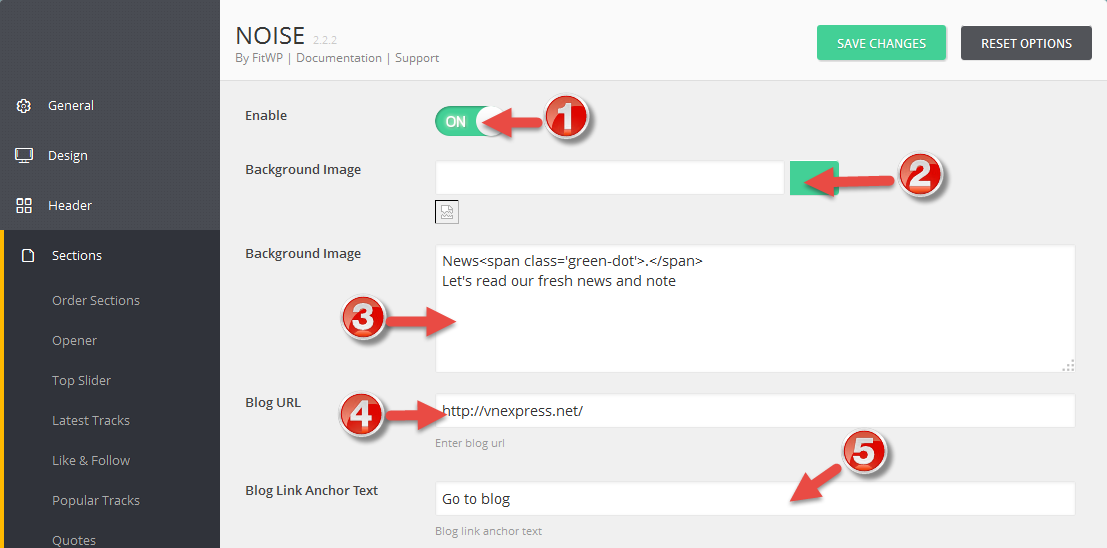 NOISE 2.2.2
By FitWP | Documentation | Support
SAVE CHANGES
RESET OPTIONS
General
Design
Header
Sections
Order Sections
Opener
Top Slider
Latest Tracks
Like & Follow
Popular Tracks
Quotes
Enable
ON
1
Background Image
2
Background Image
News<span class='green-dot'>.</span>
Let's read our fresh news and note
3
Blog URL
4
http://vnexpress.net/
Enter blog url
5
Blog Link Anchor Text
Go to blog
Blog link anchor text